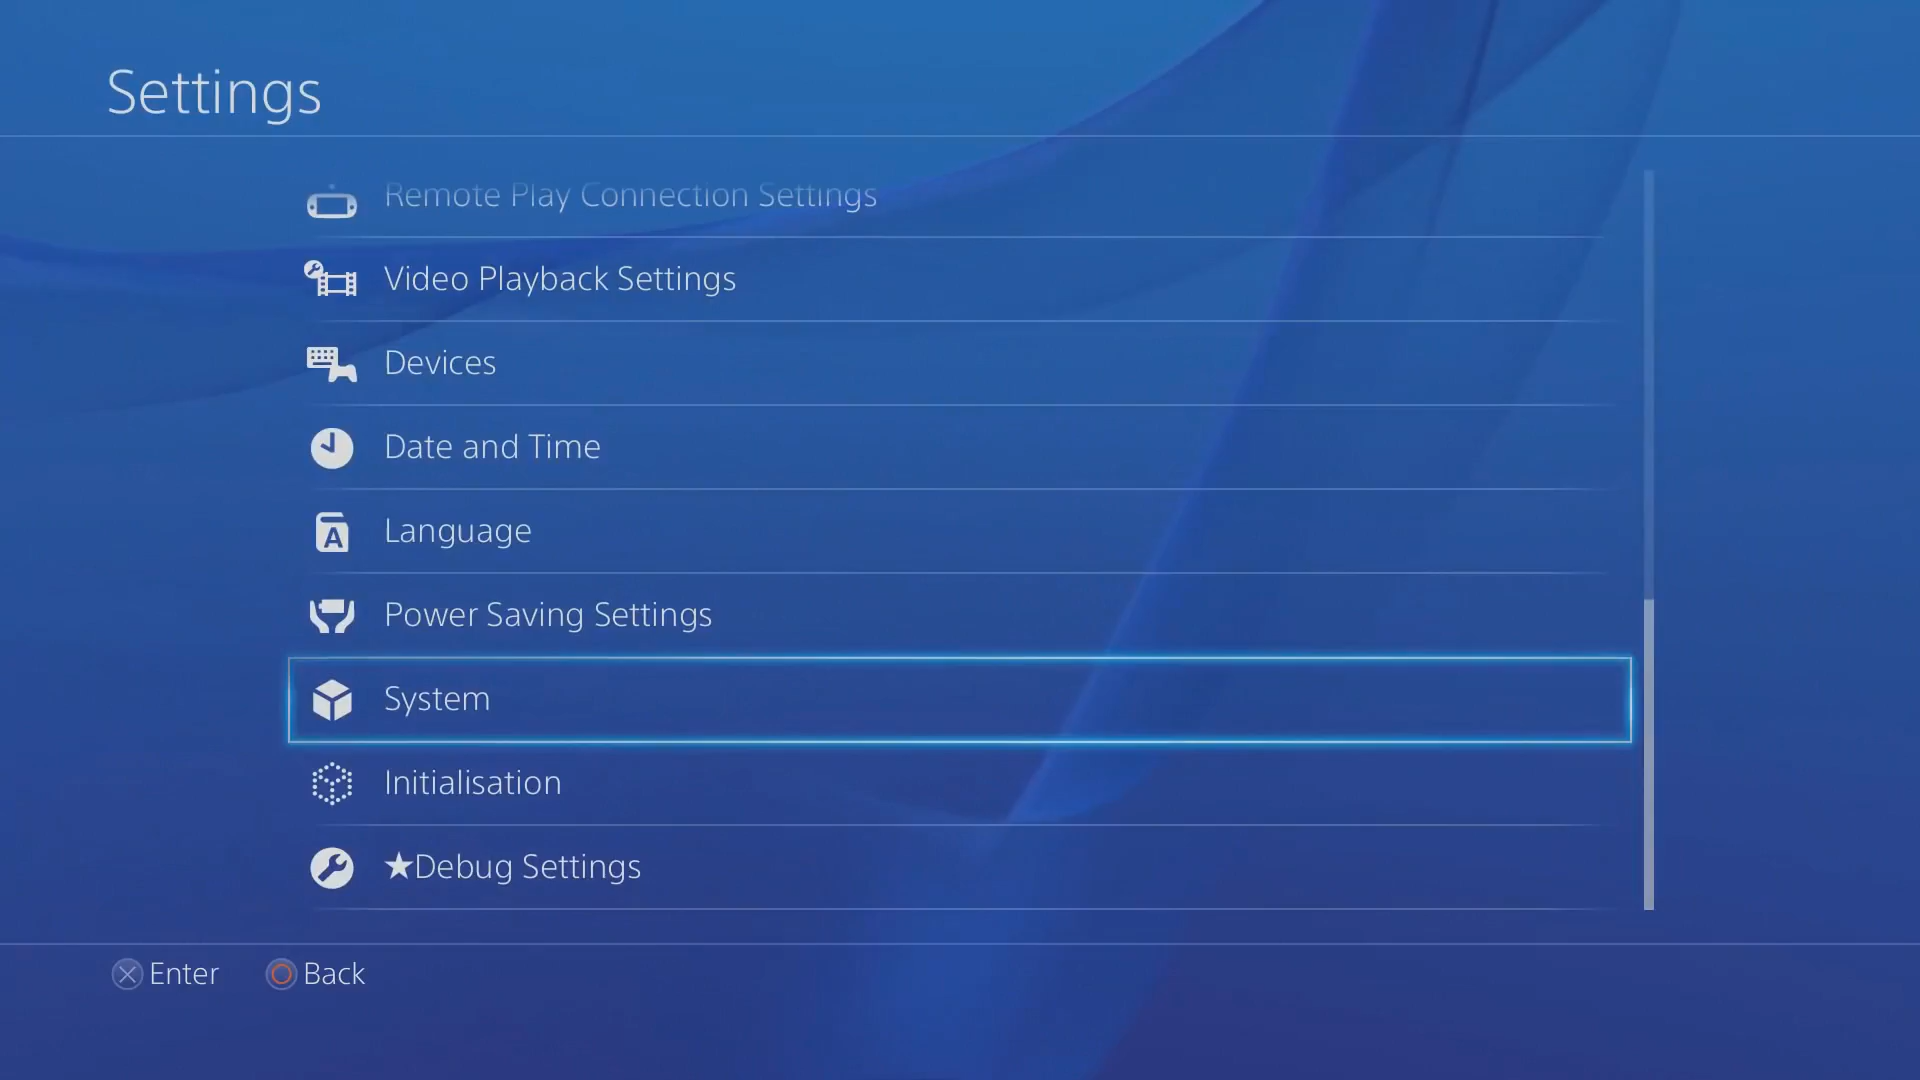 Settings
Remote Play Connection Settings
Video Playback Settings
Devices
Date and Time
A Language
Power Saving Settings
System
Initialisation
★Debug Settings
Enter Back